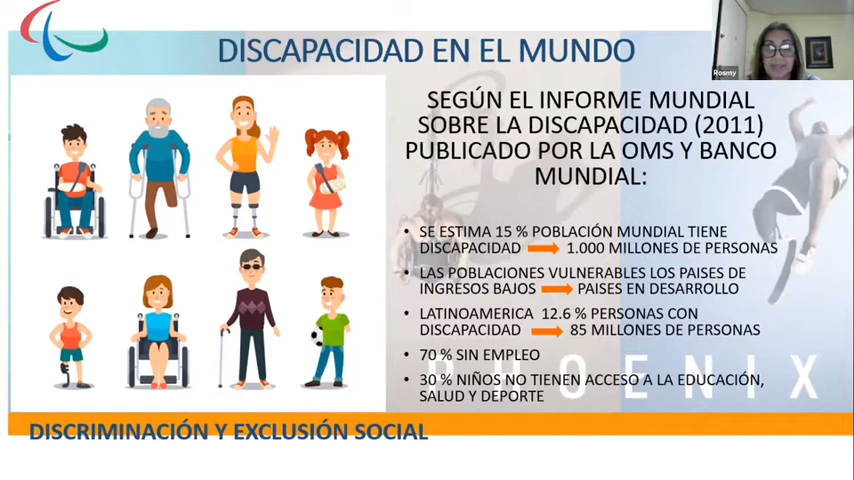 DISCAPACIDAD EN EL MUNDO
Rosmy
SEGÚN EL INFORME MUNDIAL
SOBRE LA DISCAPACIDAD (2011)
PUBLICADO POR LA OMS Y BANCO
MUNDIAL:
• SE ESTIMA 15 % POBLACIÓN MUNDIAL TIENE
DISCAPACIDAD 1.000 MILLONES DE PERSONAS
• LAS POBLACIONES VULNERABLES LOS PAISES DE
INGRESOS BAJOS PAISES EN DESARROLLO
• LATINOAMERICA 12.6 % PERSONAS CON
DISCAPACIDAD 85 MILLONES DE PERSONAS
• 70 % SIN EMPLEO
• 30 % NIÑOS NO TIENEN ACCESO A LA EDUCACIÓN,
SALUD Y DEPORTE
PHOENIX
DISCRIMINACIÓN Y EXCLUSIÓN SOCIAL